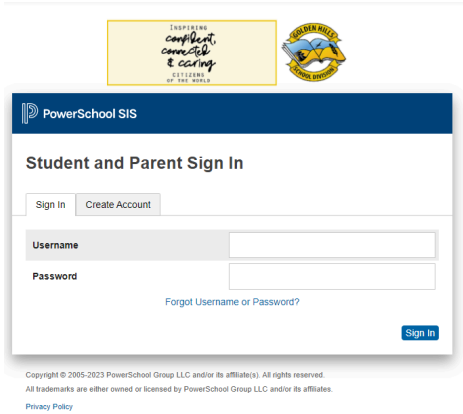 INSPIRING
confident,
connected
& caring
CITIZENS
OF THE WORLD
GOLDEN HILLS
SCHOOL DIVISION
PowerSchool SIS
Student and Parent Sign In
Sign In Create Account
Username
Password
Forgot Username or Password?
Sign In
Copyright © 2005-2023 PowerSchool Group LLC and/or its affiliate(s). All rights reserved.
All trademarks are either owned or licensed by PowerSchool Group LLC and/or its affiliates.
Privacy Policy